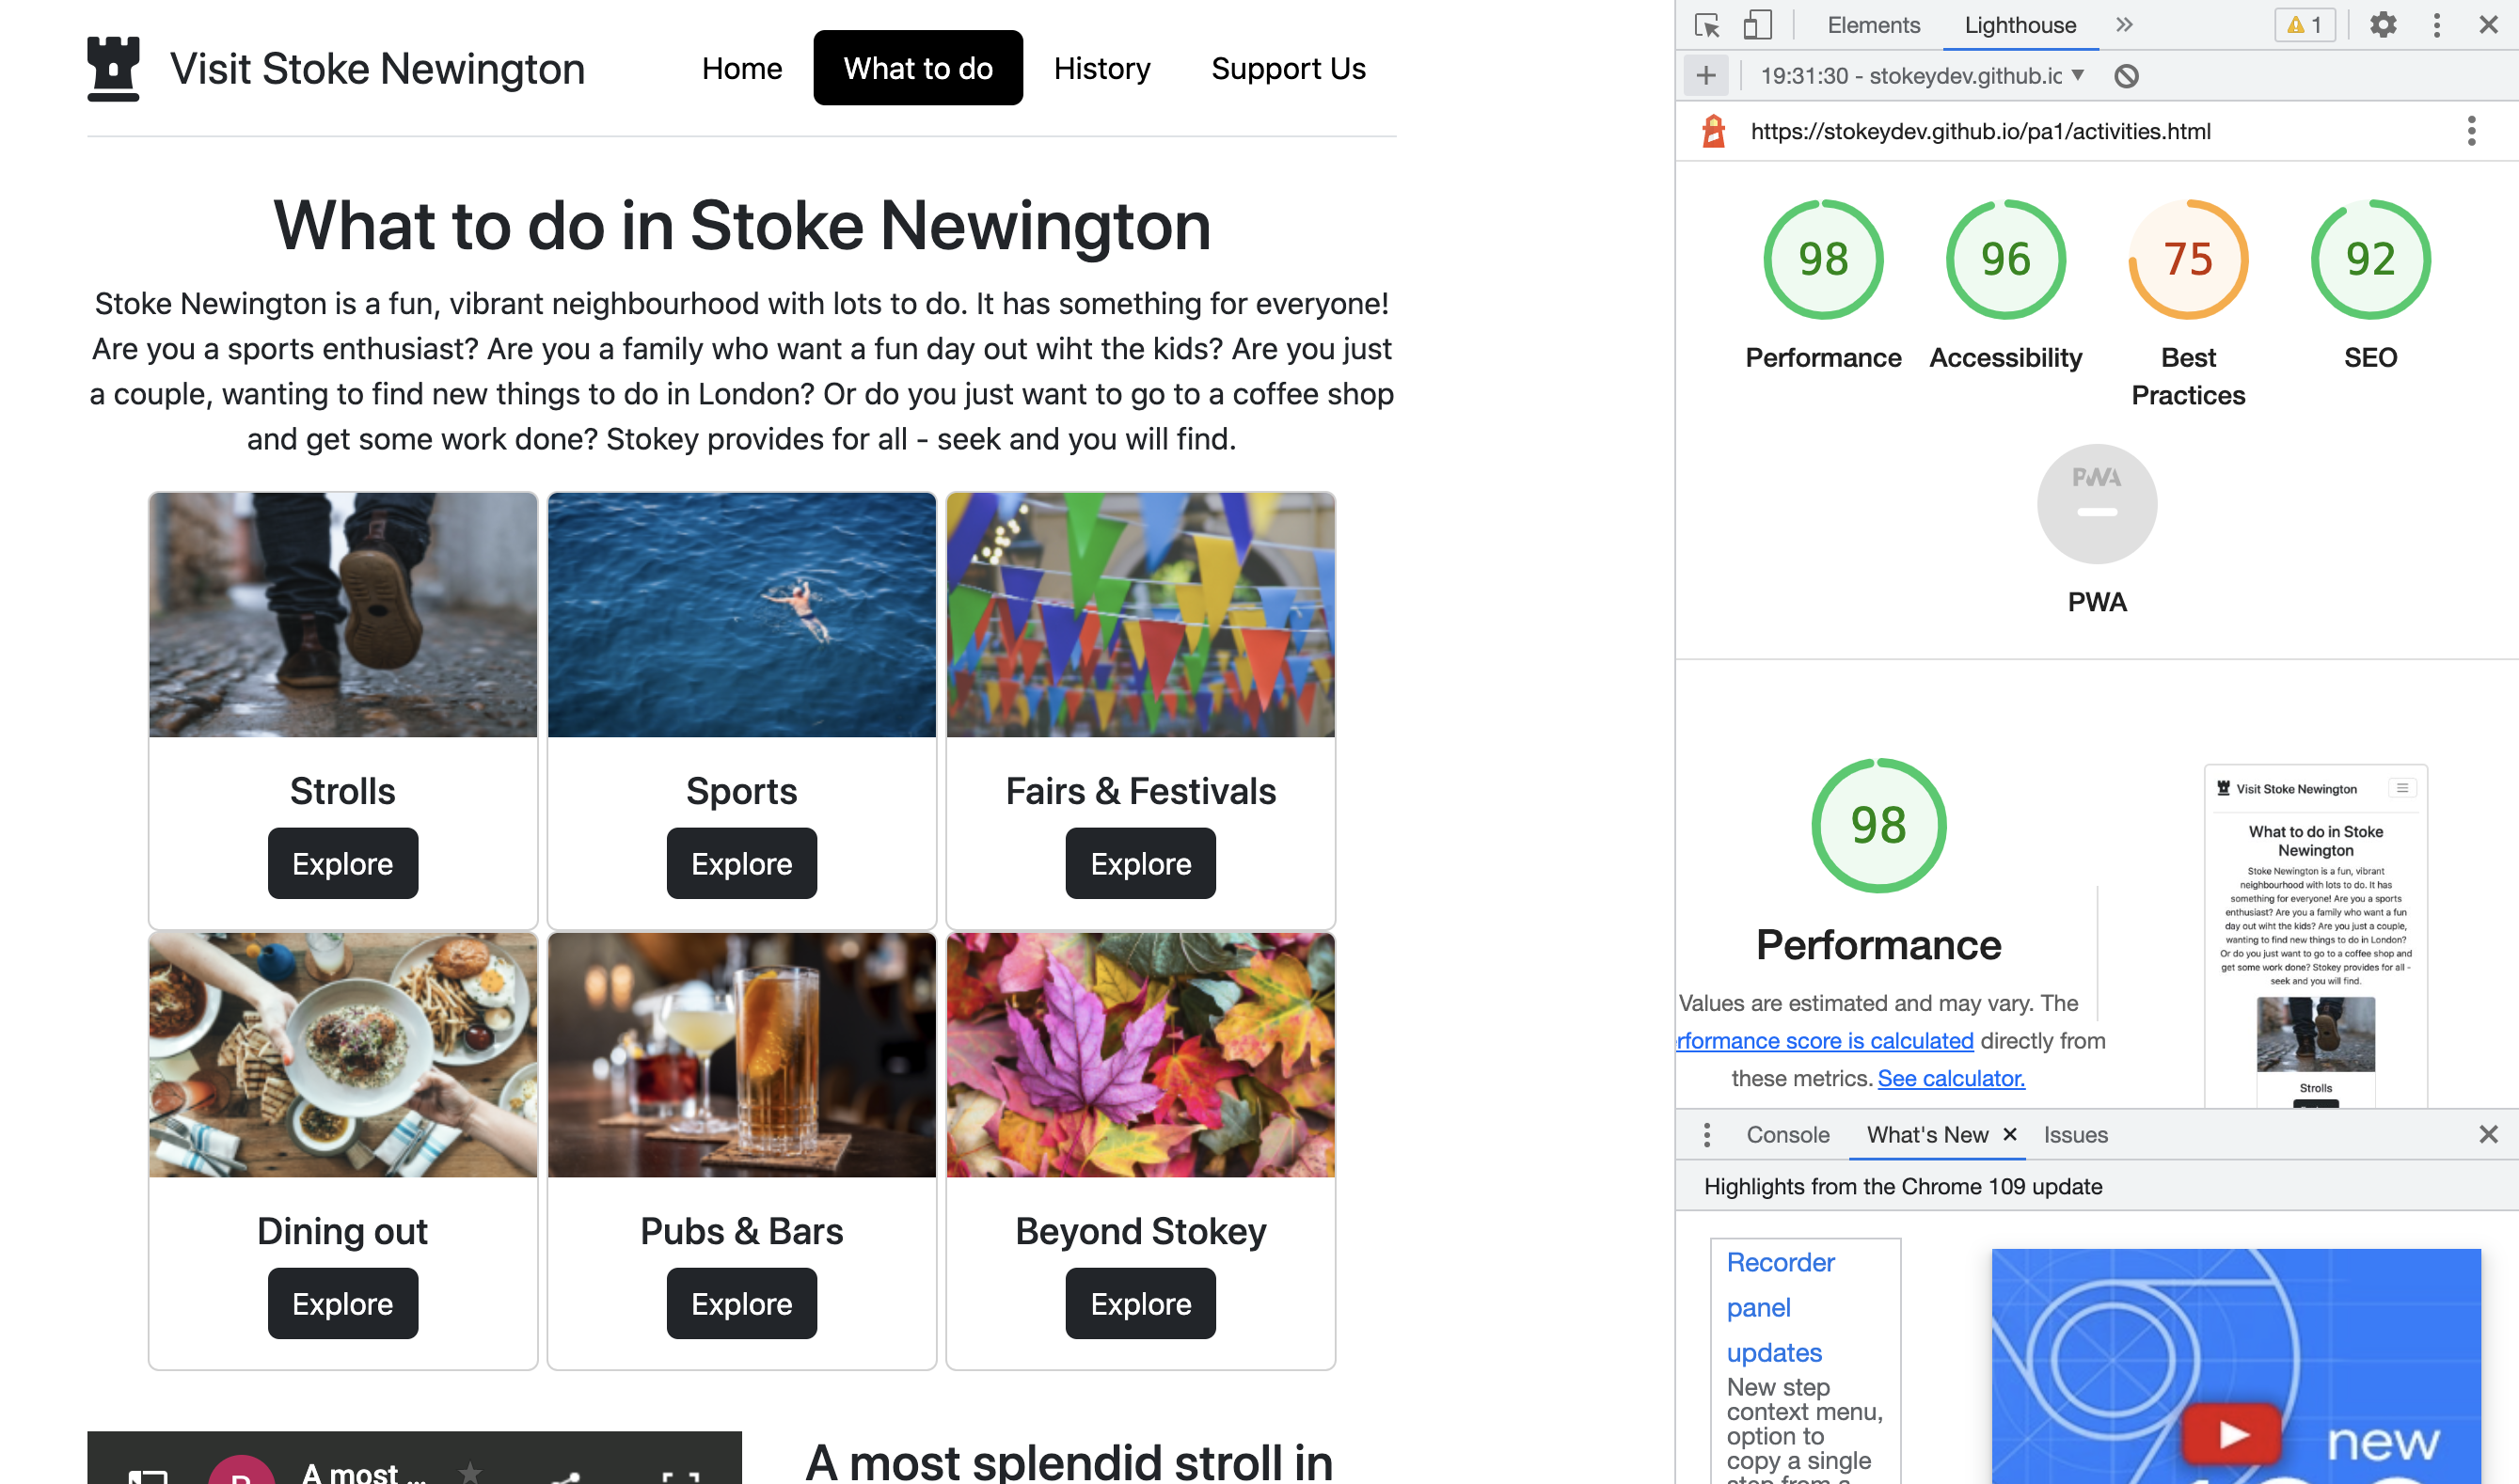 Visit Stoke Newington
Home
What to do
History
Support Us
What to do in Stoke Newington
Stoke Newington is a fun, vibrant neighbourhood with lots to do. It has something for everyone!
Are you a sports enthusiast? Are you a family who want a fun day out wiht the kids? Are you just
a couple, wanting to find new things to do in London? Or do you just want to go to a coffee shop
and get some work done? Stokey provides for all - seek and you will find.
Strolls
Explore
Sports
Explore
Fairs & Festivals
Explore
Dining out
Explore
Pubs & Bars
Explore
Beyond Stokey
Explore
A most ...
A most splendid stroll in
Elements
Lighthouse
1
19:31:30 - stokeydev.github.io
https://stokeydev.github.io/pa1/activities.html
98
Performance
96
Accessibility
75
Best
Practices
92
SEO
PWA
PWA
98
Performance
Values are estimated and may vary. The
rformance score is calculated directly from
these metrics. See calculator.
Visit Stoke Newington
What to do in Stoke
Newington
Stoke Newington is a fun, vibrant
neighbourhood with lots to do. It has
something for everyone! Are you a sports
enthusiast? Are you a family who want a fun
day out wiht the kids? Are you just a couple,
wanting to find new things to do in London?
Or do you just want to go to a coffee shop and
get some work done? Stokey provides for all -
seek and you will find.
Strolls
Console
What's New
Issues
Highlights from the Chrome 109 update
Recorder
panel
updates
New step
context menu,
option to
copy a single
step from a
new